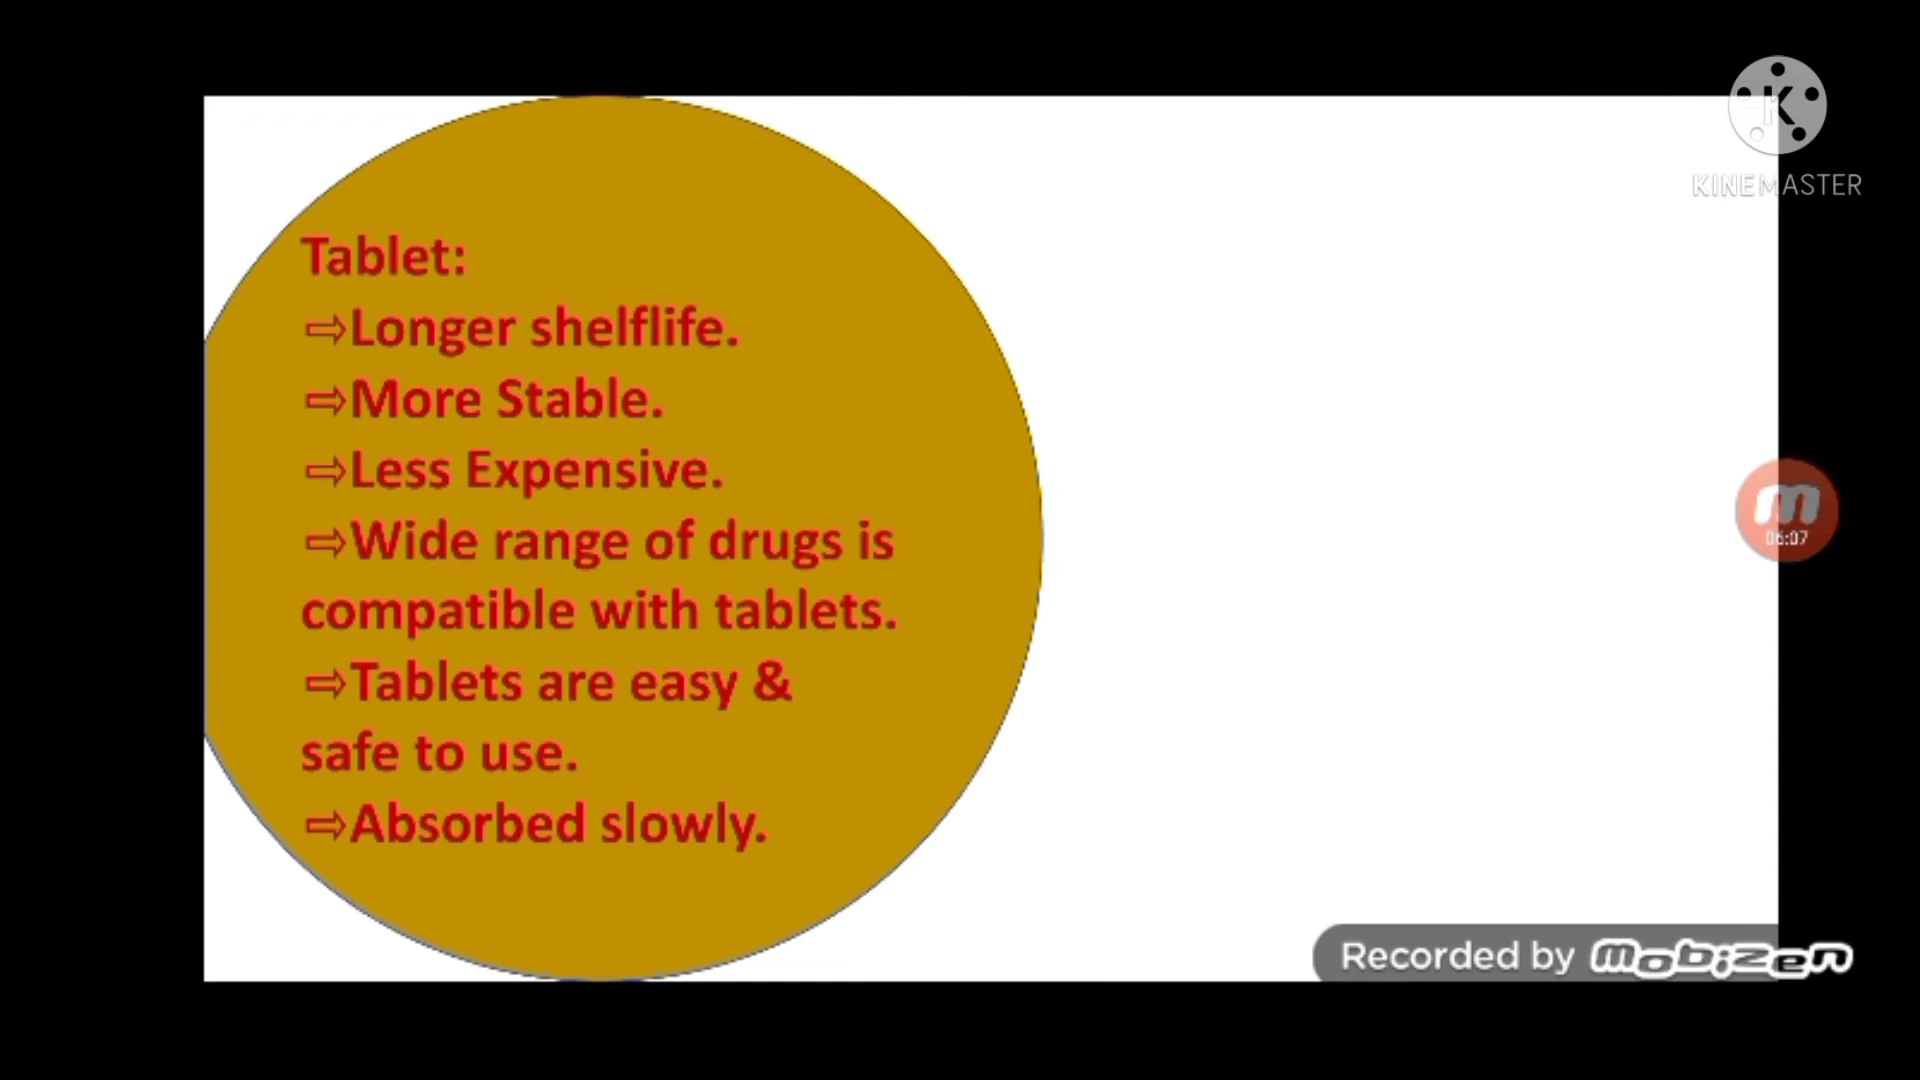 Tablet:
⇨Longer shelflife.
⇨More Stable.
⇨Less Expensive.
⇨Wide range of drugs is
compatible with tablets.
⇨Tablets are easy &
safe to use.
⇨Absorbed slowly.
K
KINEMASTER
m
06:07
Recorded by mobizen